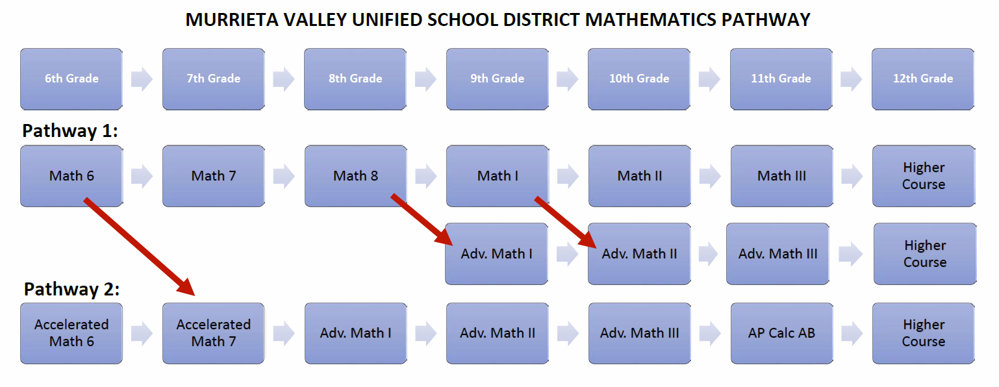 MURRIETA VALLEY UNIFIED SCHOOL DISTRICT MATHEMATICS PATHWAY
6th Grade
7th Grade
8th Grade
9th Grade
10th Grade
11th Grade
12th Grade
Pathway 1:
Math 6
Math 7
Math 8
Math I
Math II
Math III
Higher
Course
Adv. Math I
Adv. Math II
Adv. Math III
Higher
Course
Pathway 2:
Accelerated
Math 6
Accelerated
Math 7
Adv. Math I
Adv. Math II
Adv. Math III
AP Calc AB
Higher
Course